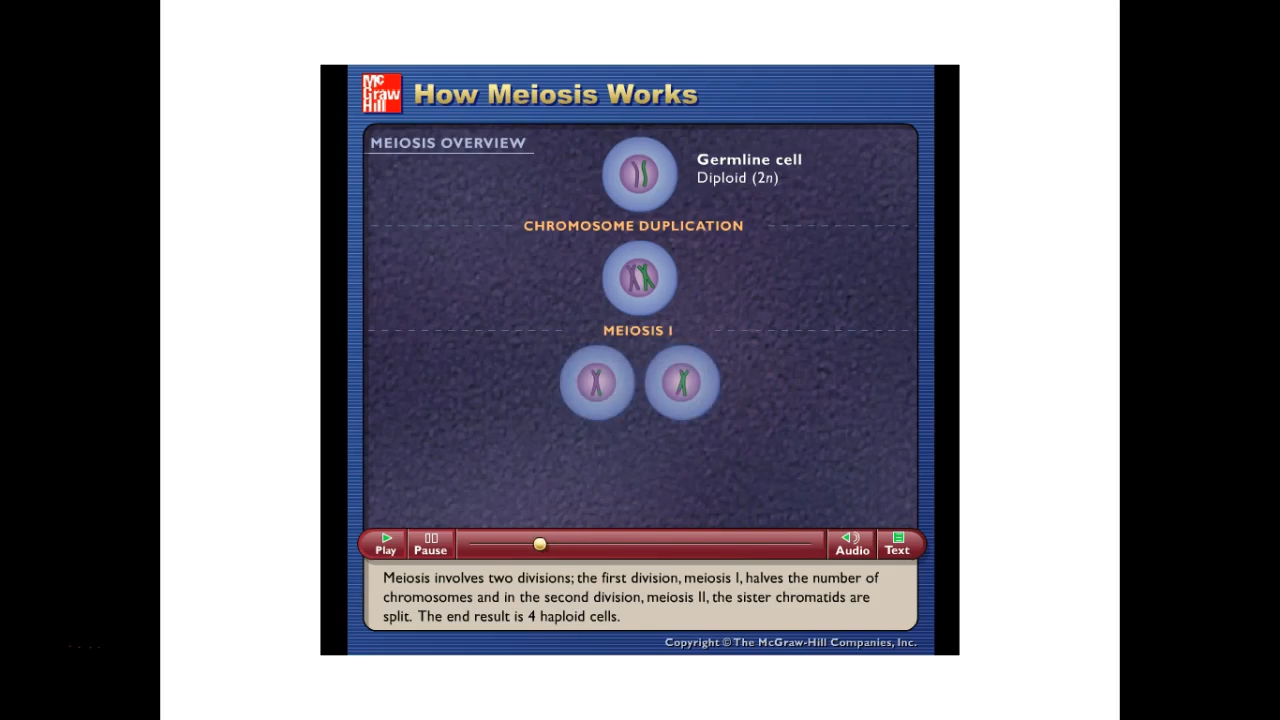 Mc
Graw
Hill
How Meiosis Works
MEIOSIS OVERVIEW
Germline cell
Diploid (2n)
CHROMOSOME DUPLICATION
MEIOSIS I
Play
Pause
Audio
Text
Meiosis involves two divisions; the first division, meiosis I, halves the number of
chromosomes and in the second division, meiosis II, the sister chromatids are
split. The end result is 4 haploid cells.
Copyright © The McGraw-Hill Companies, Inc.